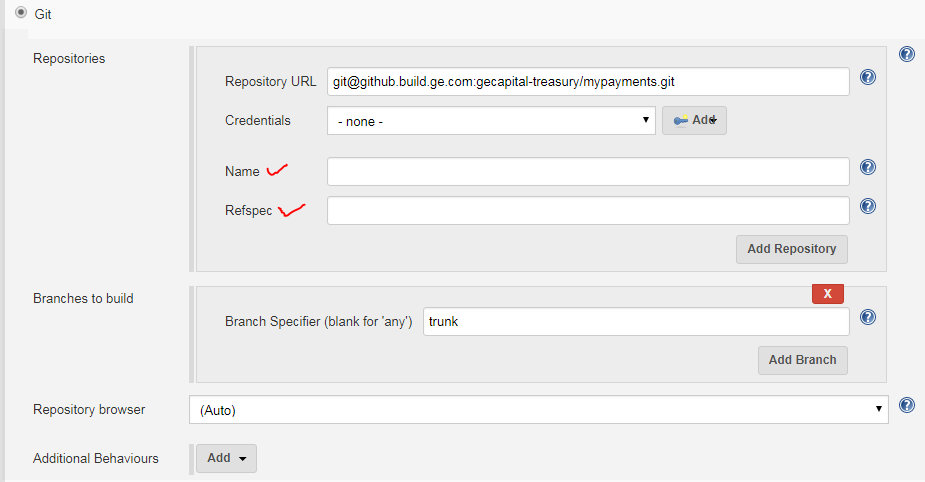 Git
Repositories
Repository URL git@github.build.ge.com:gecapital-treasury/mypayments.git
Credentials - none - Add
Name
Refspec
Add Repository
Branches to build
X
Branch Specifier (blank for 'any') trunk
Add Branch
Repository browser (Auto)
Additional Behaviours Add